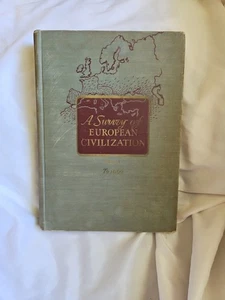 A Survey of
EUROPEAN
CIVILIZATION